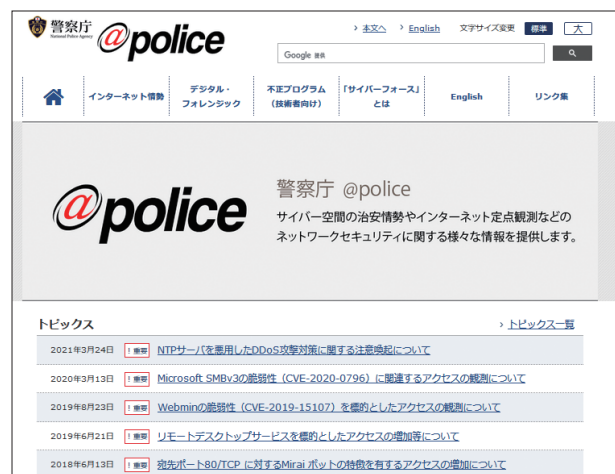 警察庁
National Police Agency
@police
› 本文へ › English 文字サイズ変更 標準 大
Google 提供
インターネット情勢
デジタル・
フォレンジック
不正プログラム
（技術者向け）
「サイバーフォース」
とは
English
リンク集
@police
警察庁 @police
サイバー空間の治安情勢やインターネット定点観測などの
ネットワークセキュリティに関する様々な情報を提供します。
トピックス
› トピックス一覧
2021年3月24日 ！重要 NTPサーバを悪用したDDoS攻撃対策に関する注意喚起について
2020年3月13日 ！重要 Microsoft SMBv3の脆弱性（CVE-2020-0796）に関連するアクセスの観測について
2019年8月23日 ！重要 Webminの脆弱性（CVE-2019-15107）を標的としたアクセスの観測について
2019年6月21日 ！重要 リモートデスクトップサービスを標的としたアクセスの増加等について
2018年6月13日 ！重要 宛先ポート80/TCP に対するMirai ボットの特徴を有するアクセスの増加について